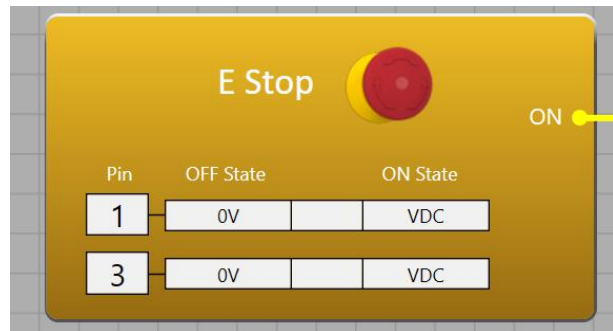 E Stop
ON
Pin OFF State ON State
1 0V VDC
3 0V VDC